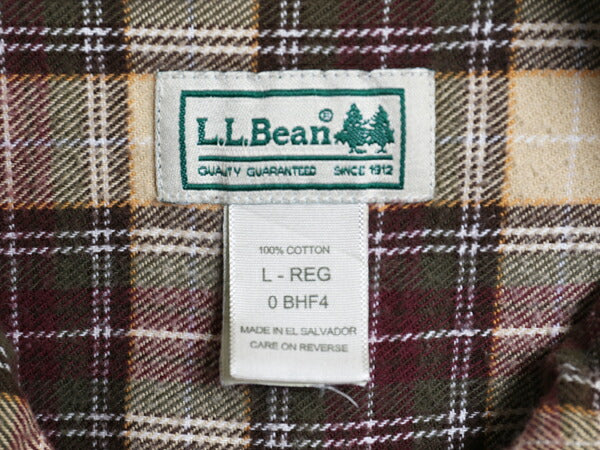 L.L.Bean®
QUALITY GUARANTEED SINCE 1912
100% COTTON
L - REG
0 BHF4
MADE IN EL SALVADOR
CARE ON REVERSE